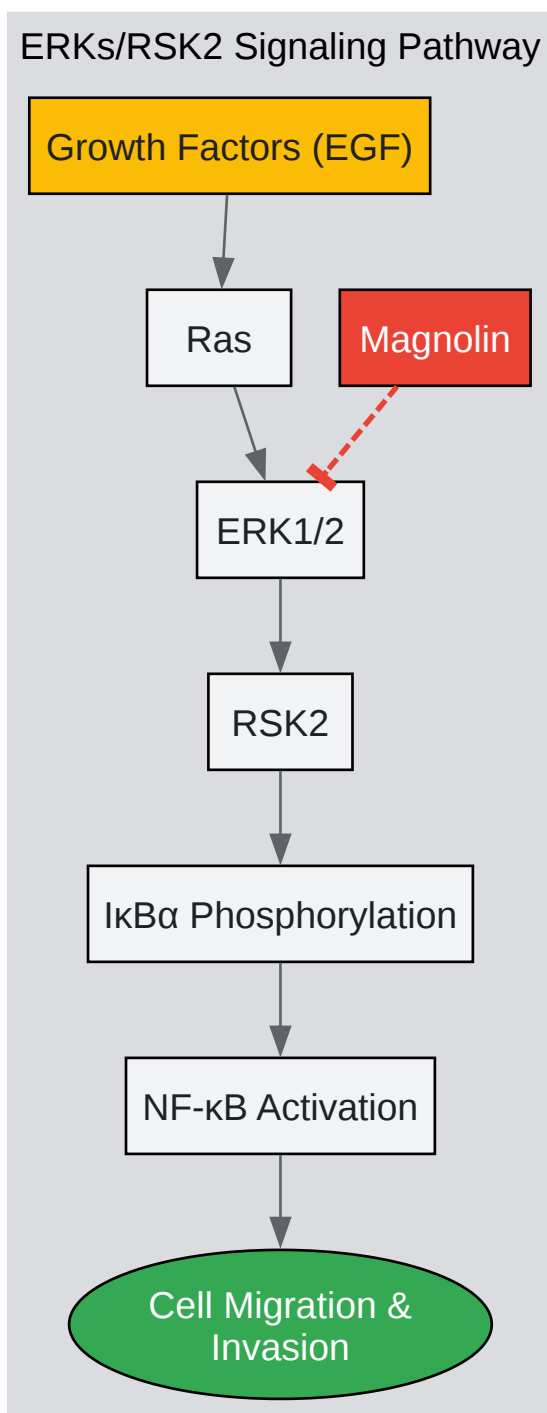 ERKs/RSK2 Signaling Pathway
Growth Factors (EGF)
Ras
Magnolin
ERK1/2
RSK2
IκBα Phosphorylation
NF-κB Activation
Cell Migration &
Invasion